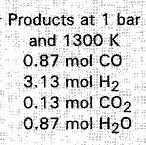 Products at 1 bar
and 1300 K
0.87 mol CO
3.13 mol H₂
0.13 mol CO₂
0.87 mol H₂O